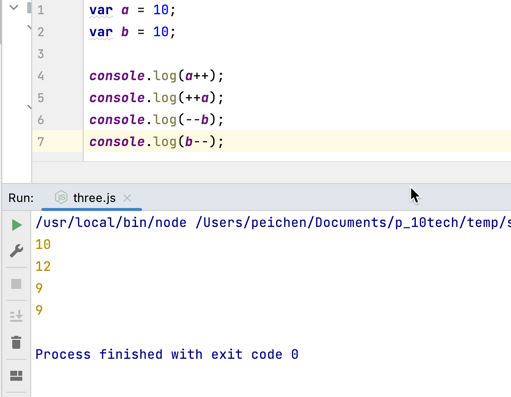 1 var a = 10;
2 var b = 10;
3
4 console.log(a++);
5 console.log(++a);
6 console.log(--b);
7 console.log(b--);
Run: three.js
/usr/local/bin/node /Users/peichen/Documents/p_10tech/temp/s
10
12
9
9
Process finished with exit code 0